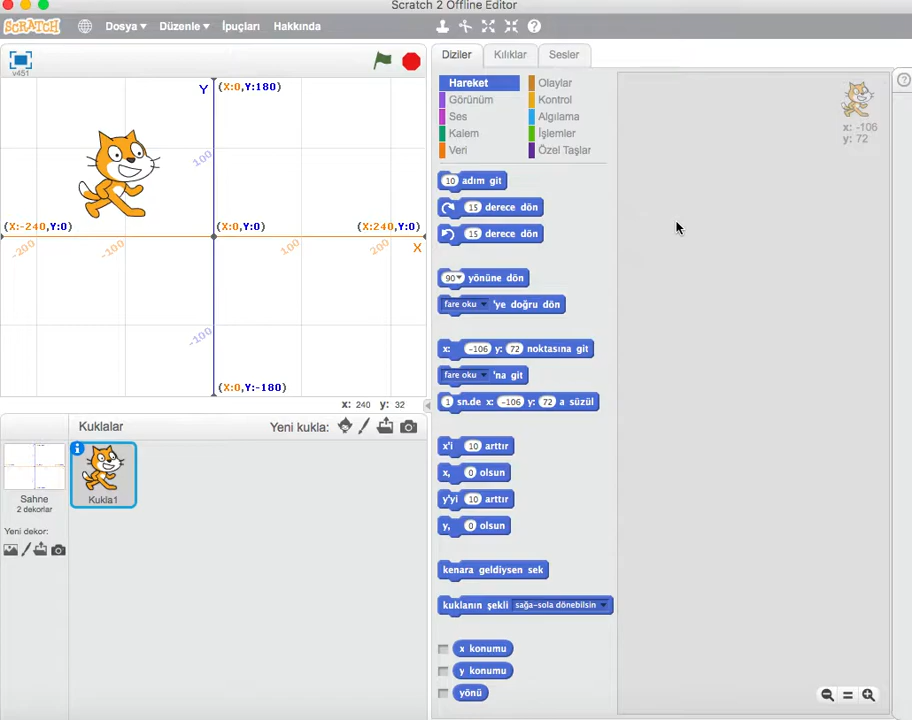 Scratch 2 Offline Editor
SCRATCH Dosya Düzenle İpuçları Hakkında
v451
Y (X:0,Y:180)
100
(X:-240,Y:0) (X:0,Y:0) (X:240,Y:0)
-200 -100 100 200 X
-100
(X:0,Y:-180)
x: 240 y: 32
Kuklalar Yeni kukla:
Sahne
2 dekorlar
Yeni dekor:
Kukla1
Diziler Kılıklar Sesler
Hareket Olaylar
Görünüm Kontrol
Ses Algılama
Kalem İşlemler
Veri Özel Taşlar
10 adım git
15 derece dön
15 derece dön
90 yönüne dön
fare oku 'ye doğru dön
x: -106 y: 72 noktasına git
fare oku 'na git
1 sn.de x: -106 y: 72 a süzül
x'i 10 arttır
x, 0 olsun
y'yi 10 arttır
y, 0 olsun
kenara geldiysen sek
kuklanın şekli sağa-sola dönebilsin
x konumu
y konumu
yönü
x: -106
y: 72